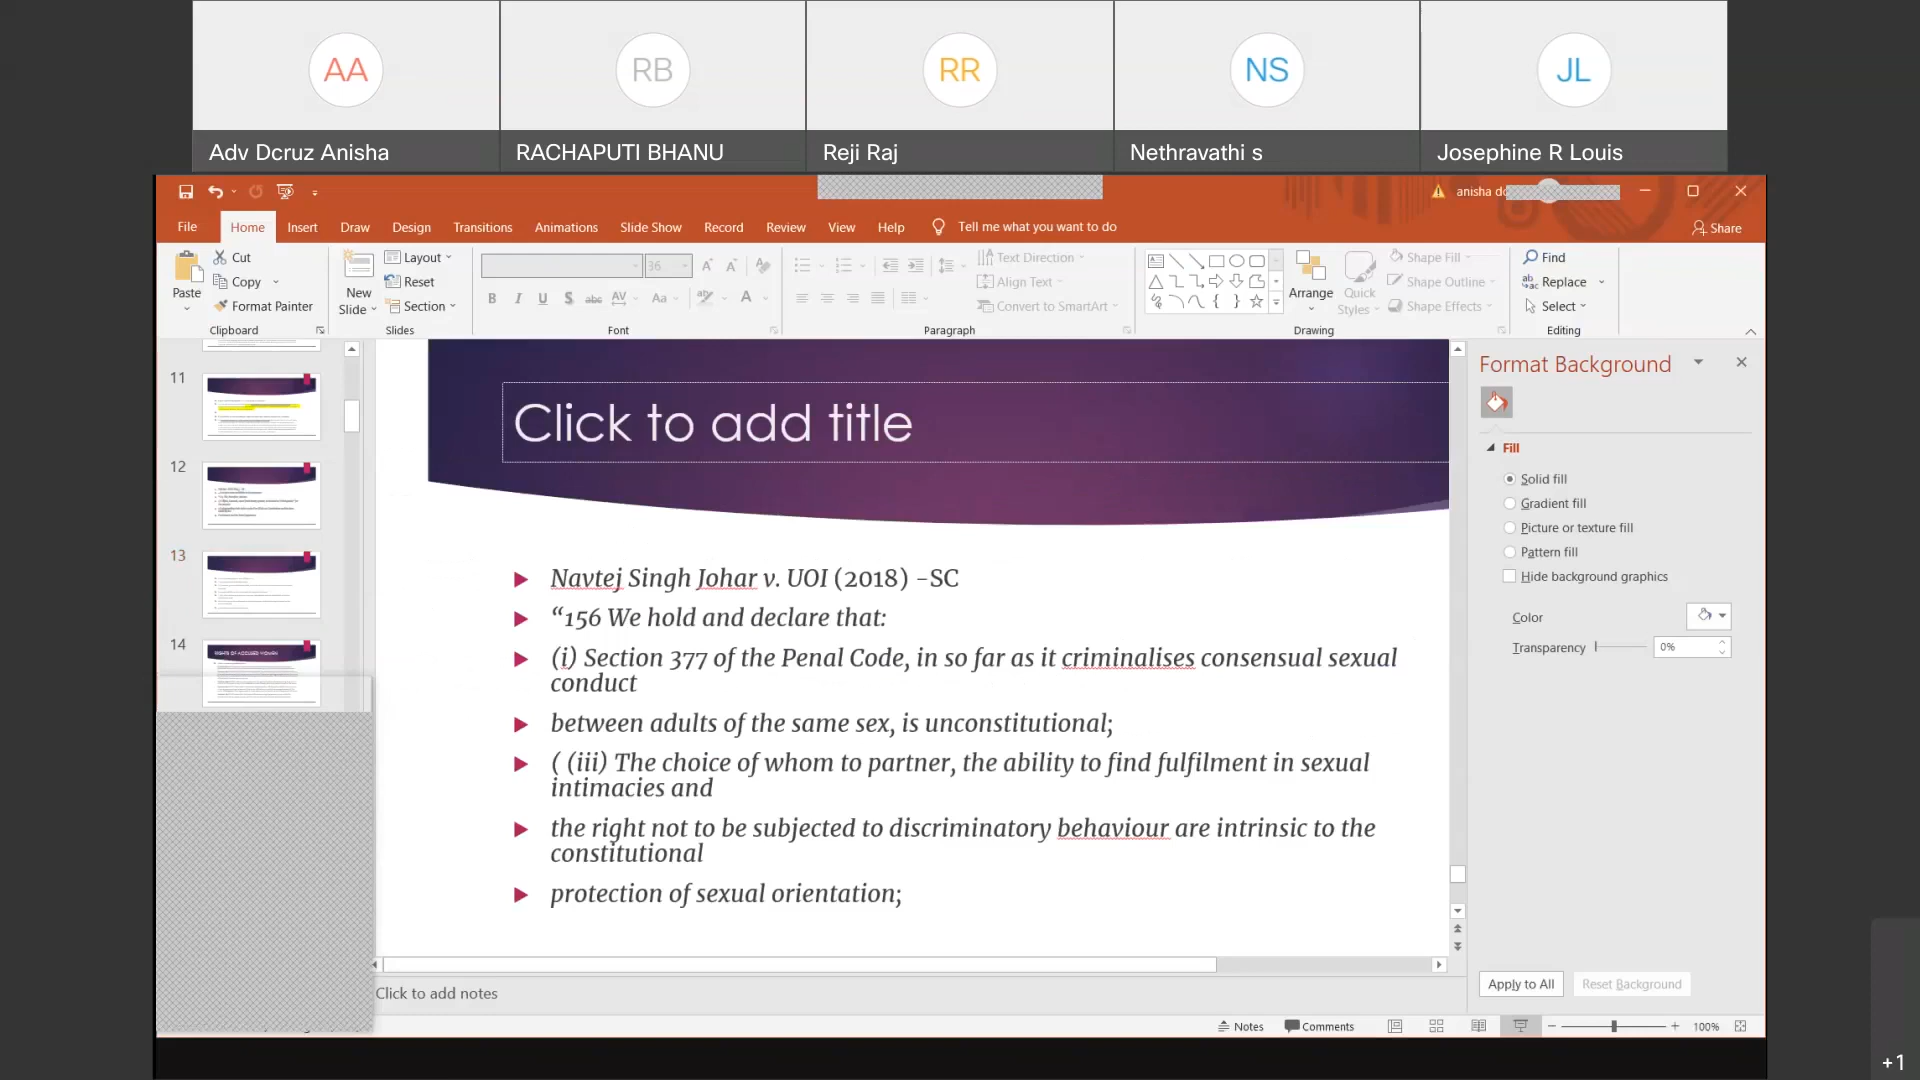 AA
RB
RR
NS
JL
Adv Dcruz Anisha
RACHAPUTI BHANU
Reji Raj
Nethravathi s
Josephine R Louis
anisha
File
Home
Insert
Draw
Design
Transitions
Animations
Slide Show
Record
Review
View
Help
Tell me what you want to do
Share
Paste
Cut
Copy
Format Painter
Clipboard
New
Slide
Layout
Reset
Section
Slides
36
B I U S abc AV Aa A
Font
Text Direction
Align Text
Convert to SmartArt
Paragraph
Arrange
Quick
Styles
Shape Fill
Shape Outline
Shape Effects
Drawing
Find
Replace
Select
Editing
11
12
13
14
RIGHTS OF ACCUSED WOMAN
Click to add title
Navtej Singh Johar v. UOI (2018) -SC
“156 We hold and declare that:
(i) Section 377 of the Penal Code, in so far as it criminalises consensual sexual
conduct
between adults of the same sex, is unconstitutional;
( (iii) The choice of whom to partner, the ability to find fulfilment in sexual
intimacies and
the right not to be subjected to discriminatory behaviour are intrinsic to the
constitutional
protection of sexual orientation;
Click to add notes
Format Background
Fill
Solid fill
Gradient fill
Picture or texture fill
Pattern fill
Hide background graphics
Color
Transparency
0%
Apply to All
Reset Background
Notes
Comments
100%
+1